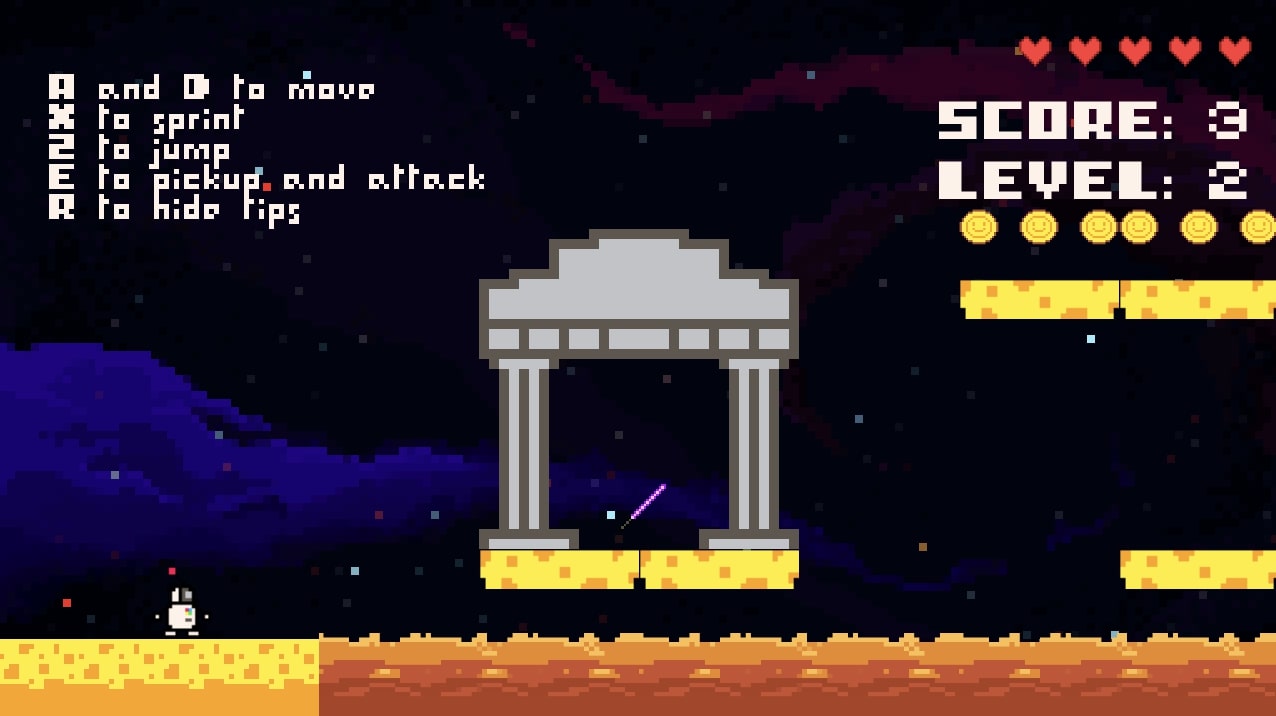 A and D to move
X to sprint
Z to jump
E to pickup and attack
R to hide tips
SCORE: 3
LEVEL: 2